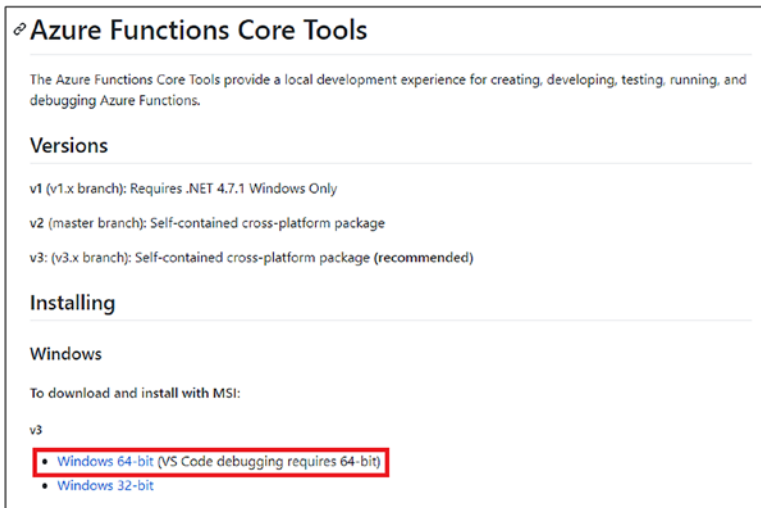 Azure Functions Core Tools
The Azure Functions Core Tools provide a local development experience for creating, developing, testing, running, and
debugging Azure Functions.
Versions
v1 (v1.x branch): Requires .NET 4.7.1 Windows Only
v2 (master branch): Self-contained cross-platform package
v3: (v3.x branch): Self-contained cross-platform package (recommended)
Installing
Windows
To download and install with MSI:
v3
• Windows 64-bit (VS Code debugging requires 64-bit)
• Windows 32-bit